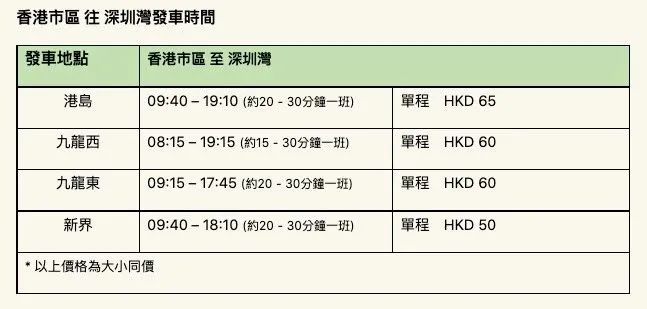 香港市區 往 深圳灣發車時間
發車地點 香港市區 至 深圳灣
港島 09:40 – 19:10 (約20 - 30分鐘一班) 單程 HKD 65
九龍西 08:15 – 19:15 (約15 - 30分鐘一班) 單程 HKD 60
九龍東 09:15 – 17:45 (約20 - 30分鐘一班) 單程 HKD 60
新界 09:40 – 18:10 (約20 - 30分鐘一班) 單程 HKD 50
* 以上價格為大小同價